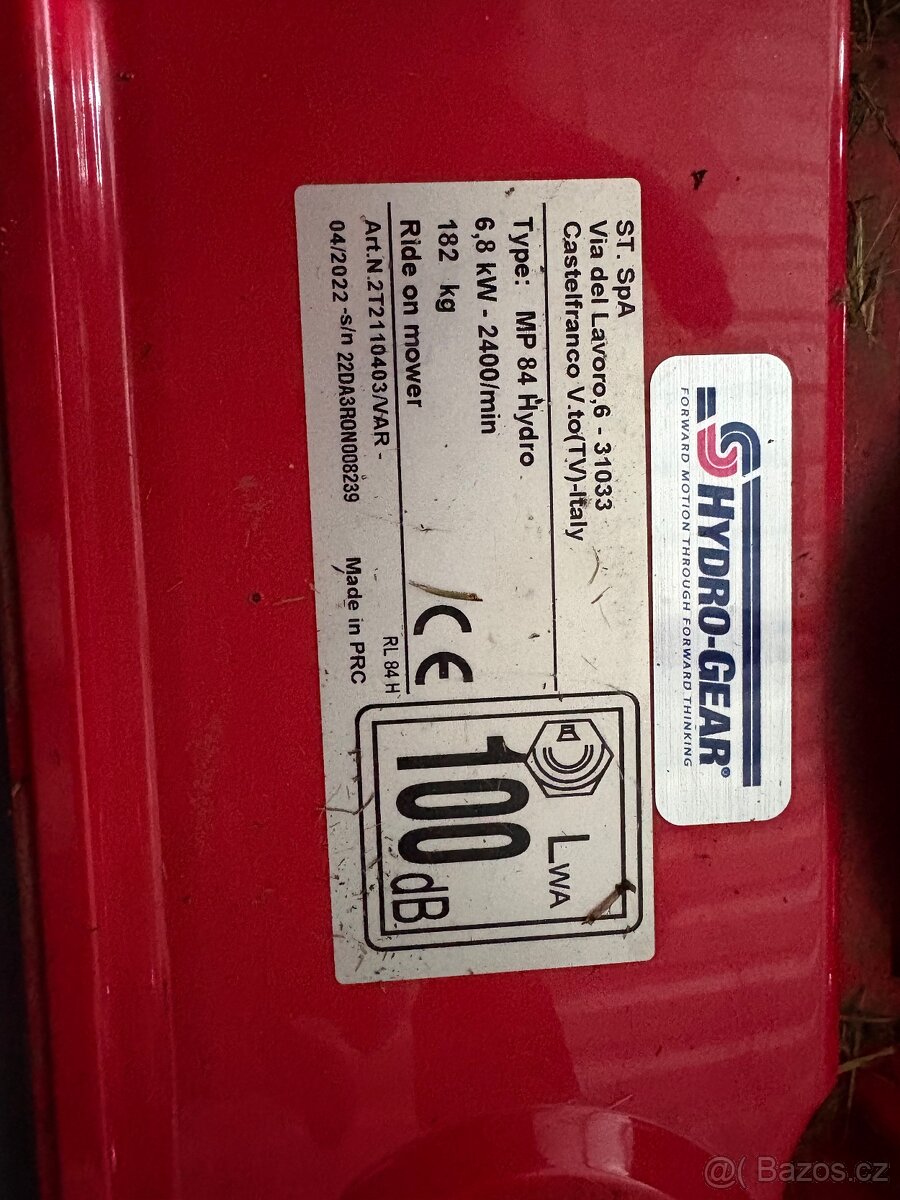 HYDRO-GEAR®
FORWARD MOTION THROUGH FORWARD THINKING
ST. SpA
Via del Lavoro,6 - 31033
Castelfranco V.to(TV)-Italy
Type: MP 84 Hydro
6,8 kW - 2400/min
182 kg
Ride on mower
CE
Art.N.2T2110403/VAR -
RL 84 H
04/2022 -s/n 22DA3RON008239
Made in PRC
LWA
100 dB
@( Bazos.cz